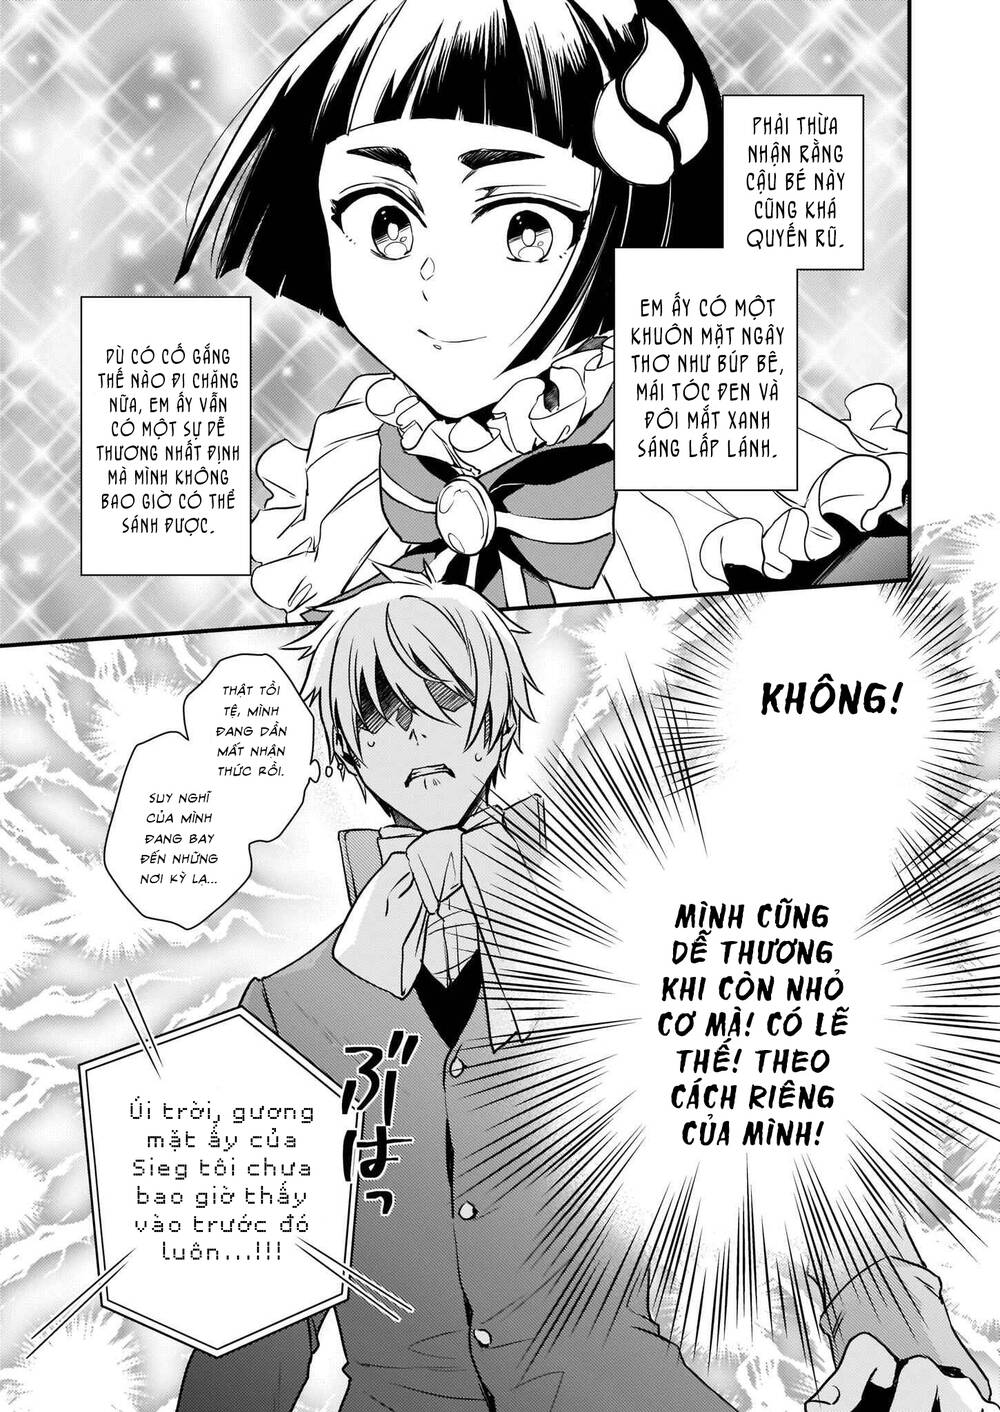 PHẢI THỪA
NHẬN RẰNG
CẬU BÉ NÀY
CŨNG KHÁ
QUYẾN RŨ.
EM ẤY CÓ MỘT
KHUÔN MẶT NGÂY
THƠ NHƯ BÚP BÊ,
MÁI TÓC ĐEN VÀ
ĐÔI MẮT XANH
SÁNG LẤP LÁNH.
DÙ CÓ CỐ GẮNG
THẾ NÀO ĐI CHĂNG
NỮA, EM ẤY VẪN
CÓ MỘT SỰ DỄ
THƯƠNG NHẤT ĐỊNH
MÀ MÌNH KHÔNG
BAO GIỜ CÓ THỂ
SÁNH ĐƯỢC.
KHÔNG!
MÌNH CŨNG
DỄ THƯƠNG
KHI CÒN NHỎ
CƠ MÀ! CÓ LẼ
THẾ! THEO
CÁCH RIÊNG
CỦA MÌNH!
THẬT TỒI
TỆ, MÌNH
ĐANG DẦN
MẤT NHẬN
THỨC RỒI.
SUY NGHĨ
CỦA MÌNH
ĐANG BAY
ĐẾN NHỮNG
NƠI KỲ LẠ...
ぶはっ
Úi trời, gương
mặt ấy của
Sieg tôi chưa
bao giờ thấy
vào trước đó
luôn...!!!